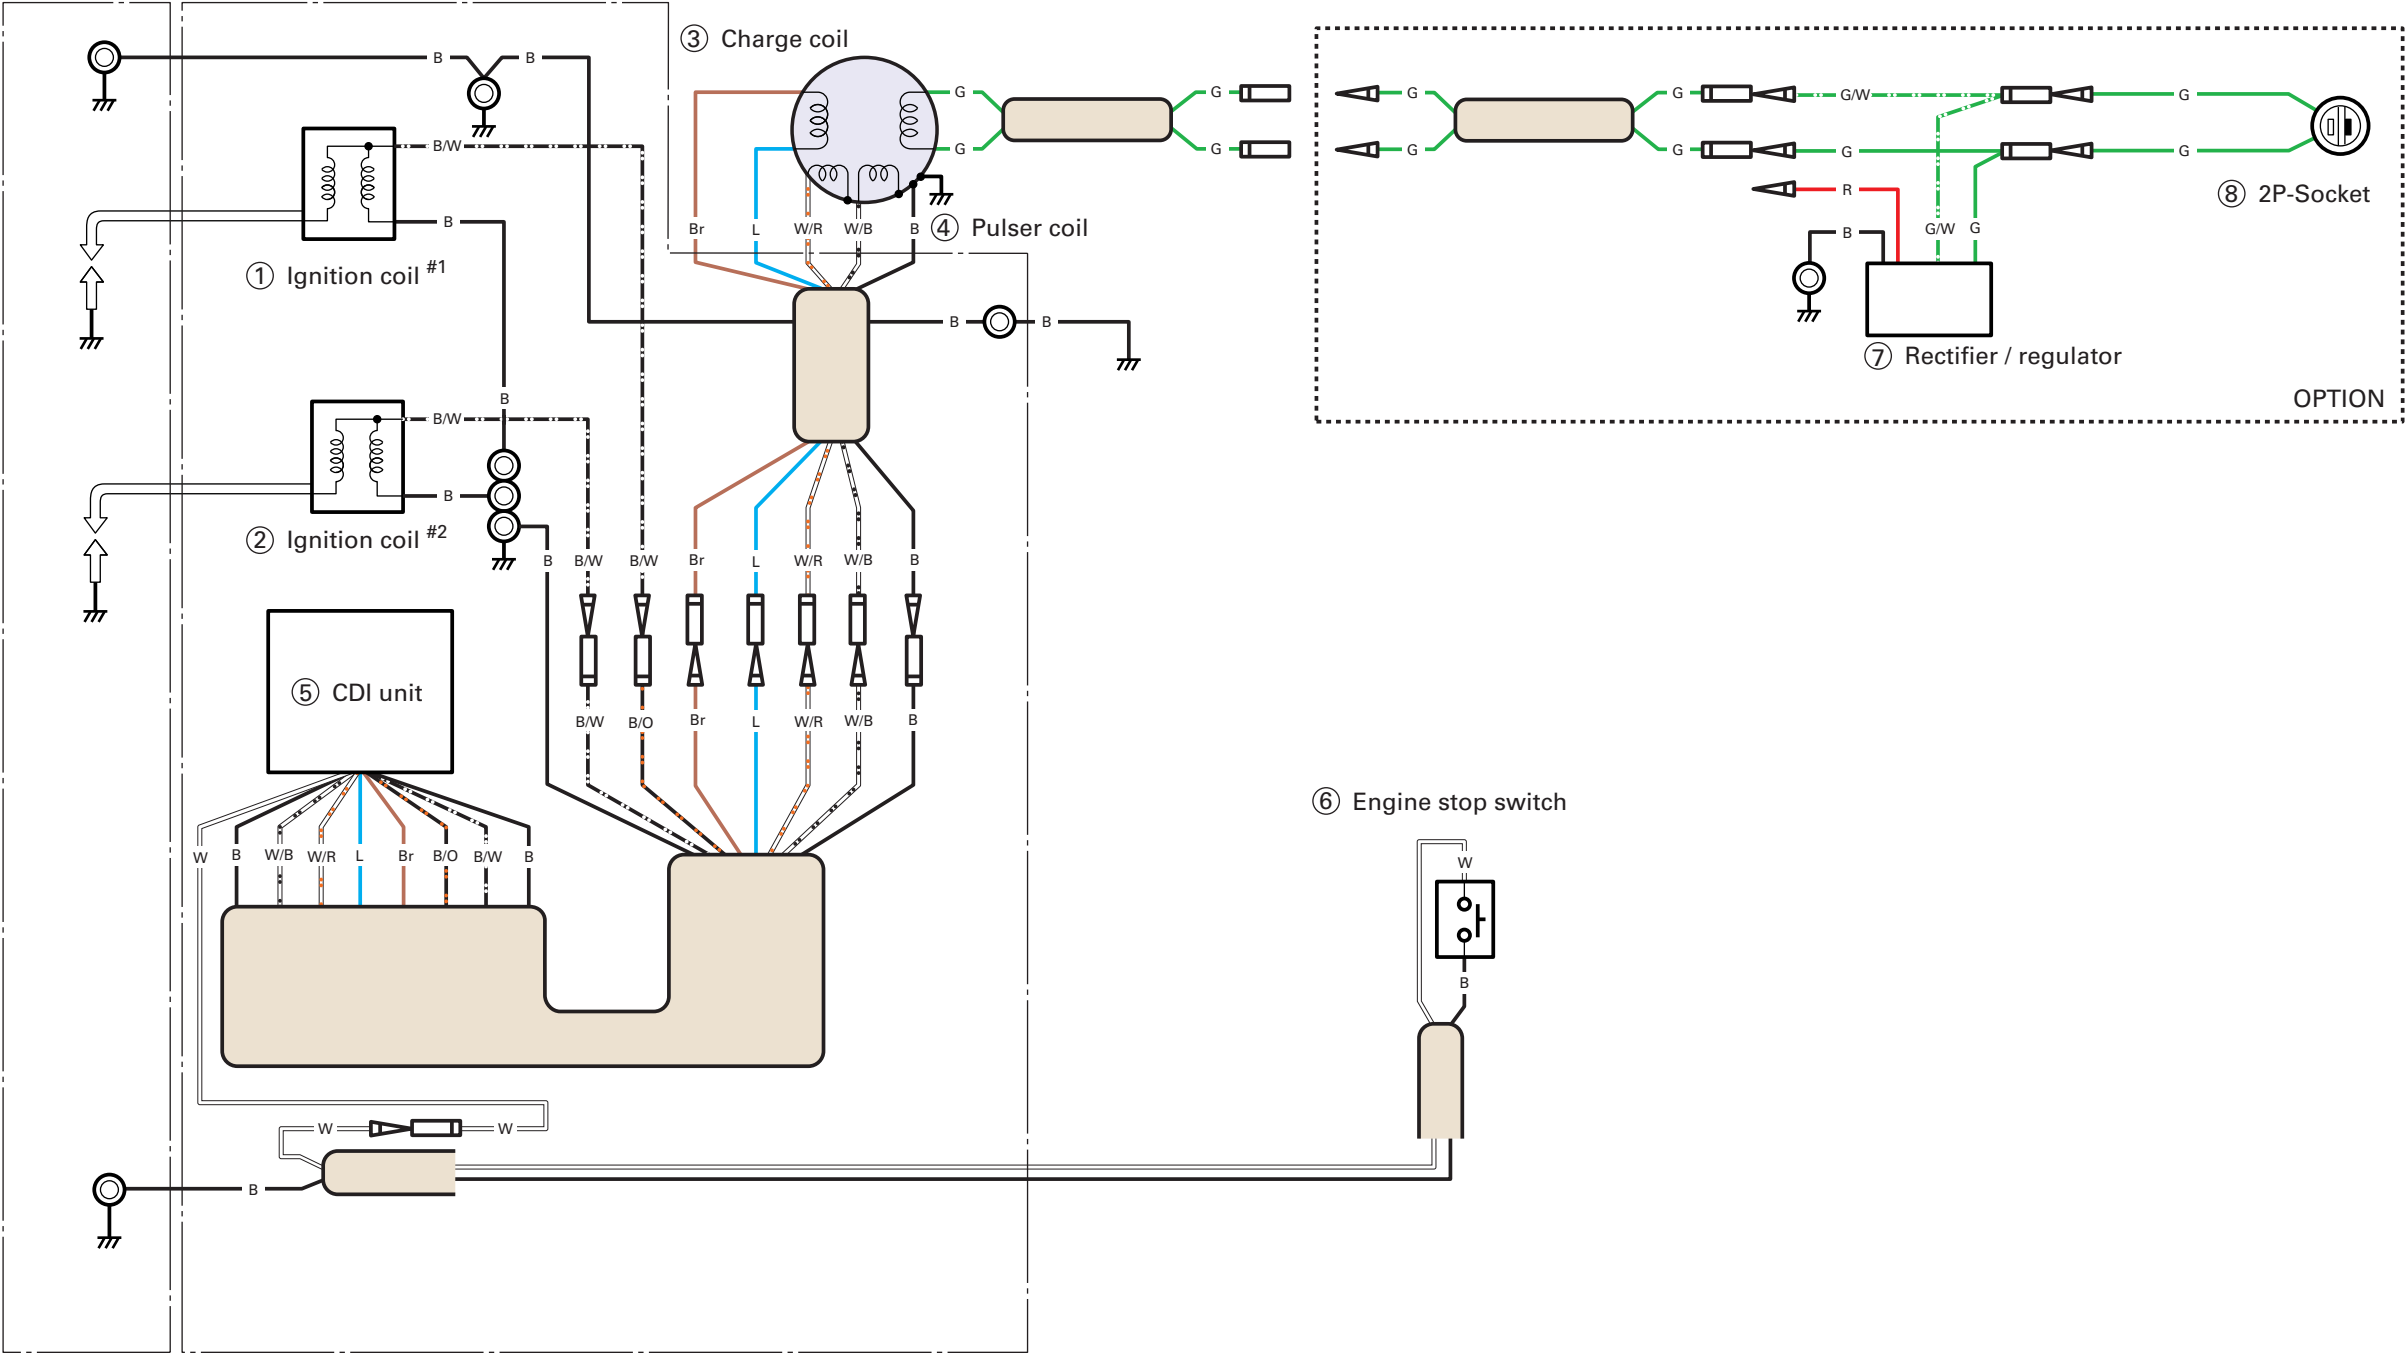 ③ Charge coil
B B
G G G G G/W G
B/W
G G G G G G
R
⑧ 2P-Socket
B
Br L W/R W/B B ④ Pulser coil
B G/W G
① Ignition coil #1
B B
⑦ Rectifier / regulator
B
OPTION
B/W
B
② Ignition coil #2
B B/W B/W Br L W/R W/B B
⑤ CDI unit
B/W B/O Br L W/R W/B B
⑥ Engine stop switch
W B W/B W/R L Br B/O B/W B
W
B
W W
B